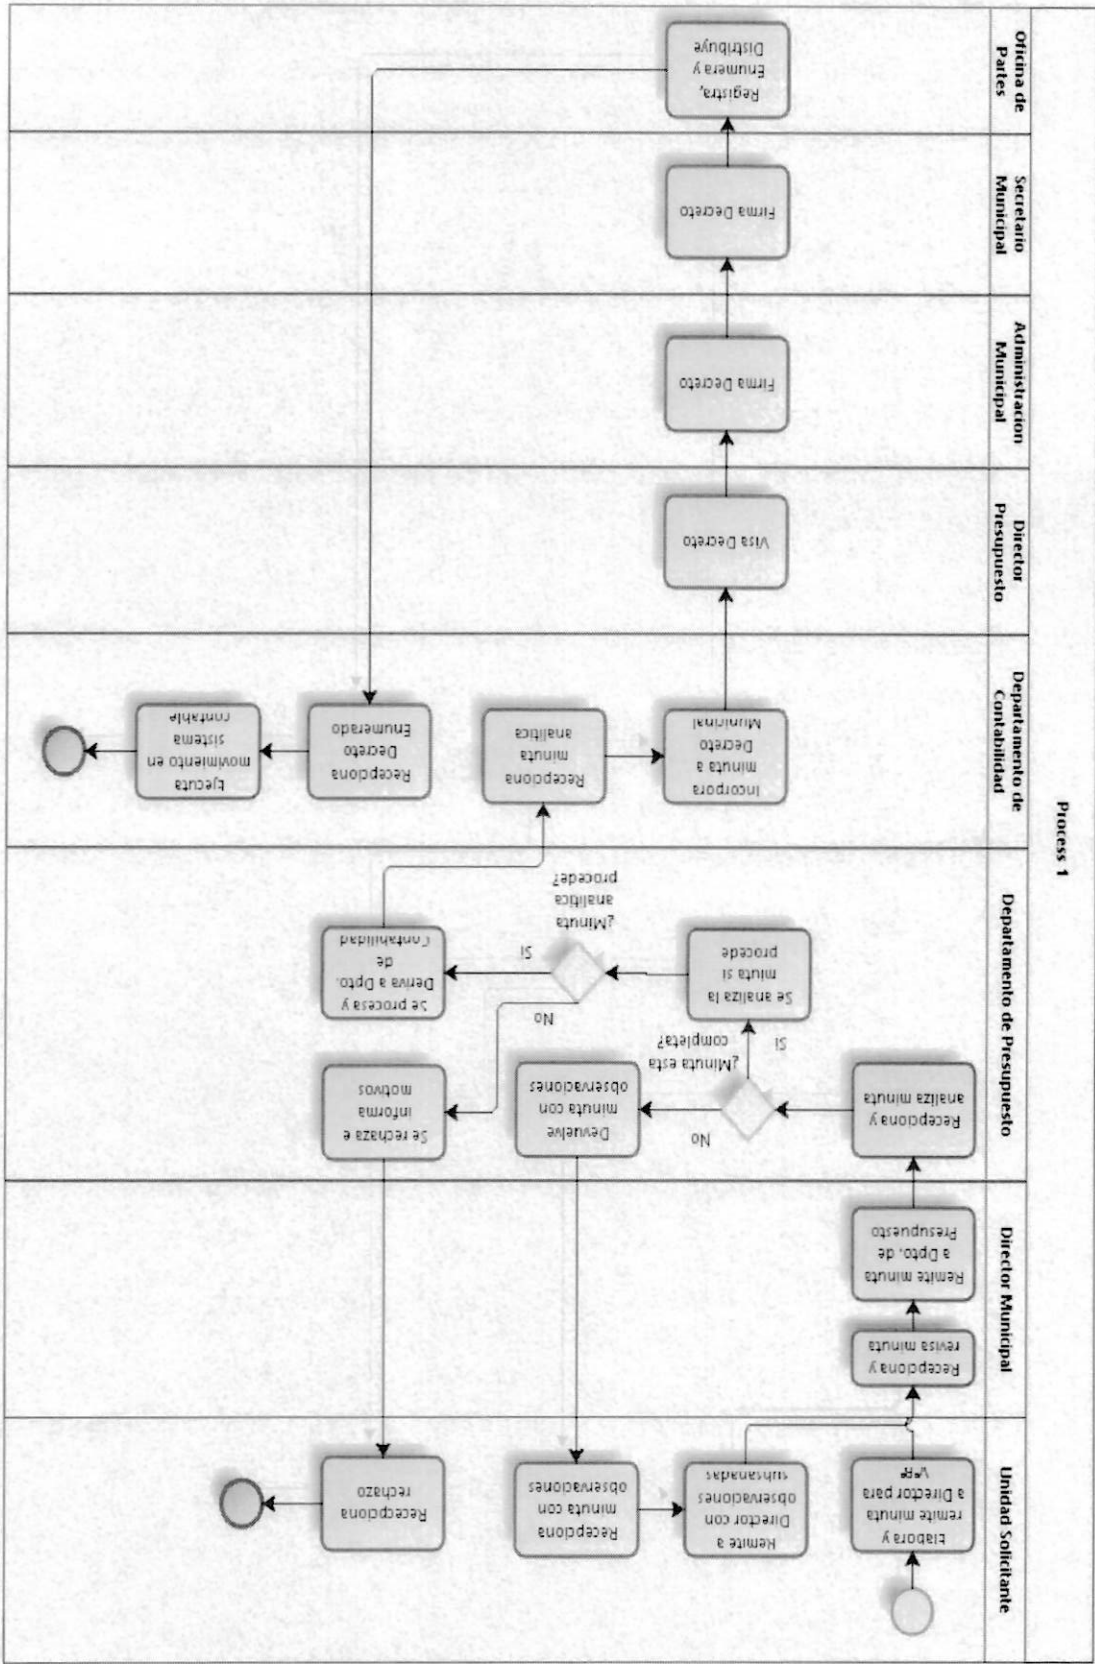 Process 1
Unidad Solicitante
Elabora y
remite minuta
a Director para
V°B°
Remite a
Director con
observaciones
subsanadas
Recepciona
minuta con
observaciones
Recepciona
rechazo
Director Municipal
Recepciona y
revisa minuta
Remite minuta
a Dpto. de
Presupuesto
Departamento de Presupuesto
Recepciona y
analiza minuta
¿Minuta esta
completa?
No
Si
Devuelve
minuta con
observaciones
Se analiza la
miuta si
procede
¿Minuta
analitica
procede?
No
Si
Se rechaza e
informa
motivos
Se procesa y
Deriva a Dpto.
de
Contabilidad
Departamento de
Contabilidad
Recepciona
minuta
analitica
Incorpora
minuta a
Decreto
Municipal
Recepciona
Decreto
Enumerado
Ejecuta
movimiento en
sistema
contable
Director
Presupuesto
Visa Decreto
Administracion
Municipal
Firma Decreto
Secretario
Municipal
Firma Decreto
Oficina de
Partes
Registra,
Enumera y
Distribuye